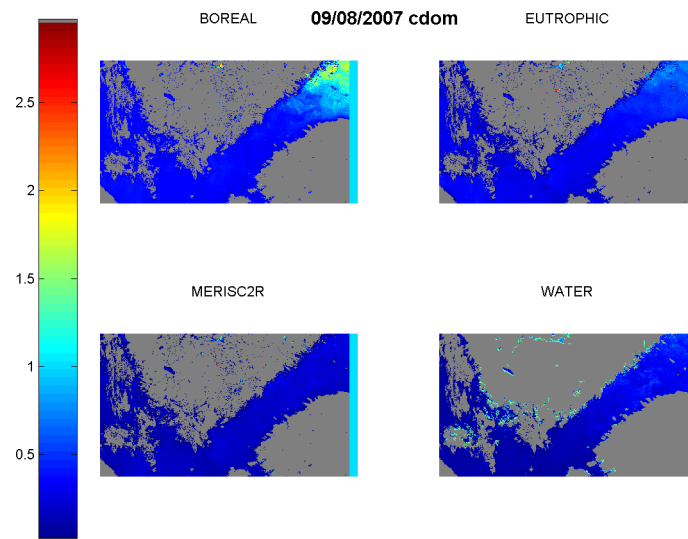 BOREAL
09/08/2007 cdom
EUTROPHIC
2.5
2
1.5
1
0.5
MERISC2R
WATER